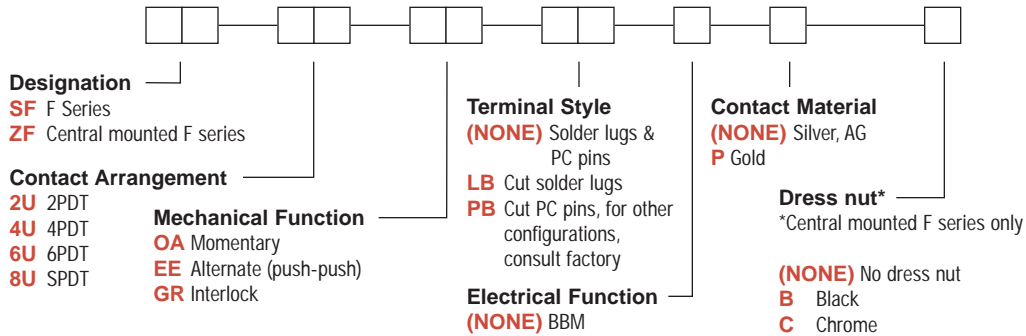 Designation
SF F Series
ZF Central mounted F series
Contact Arrangement
2U 2PDT
4U 4PDT
6U 6PDT
8U SPDT
Mechanical Function
OA Momentary
EE Alternate (push-push)
GR Interlock
Terminal Style
(NONE) Solder lugs &
PC pins
LB Cut solder lugs
PB Cut PC pins, for other
configurations,
consult factory
Electrical Function
(NONE) BBM
Contact Material
(NONE) Silver, AG
P Gold
Dress nut*
*Central mounted F series only
(NONE) No dress nut
B Black
C Chrome